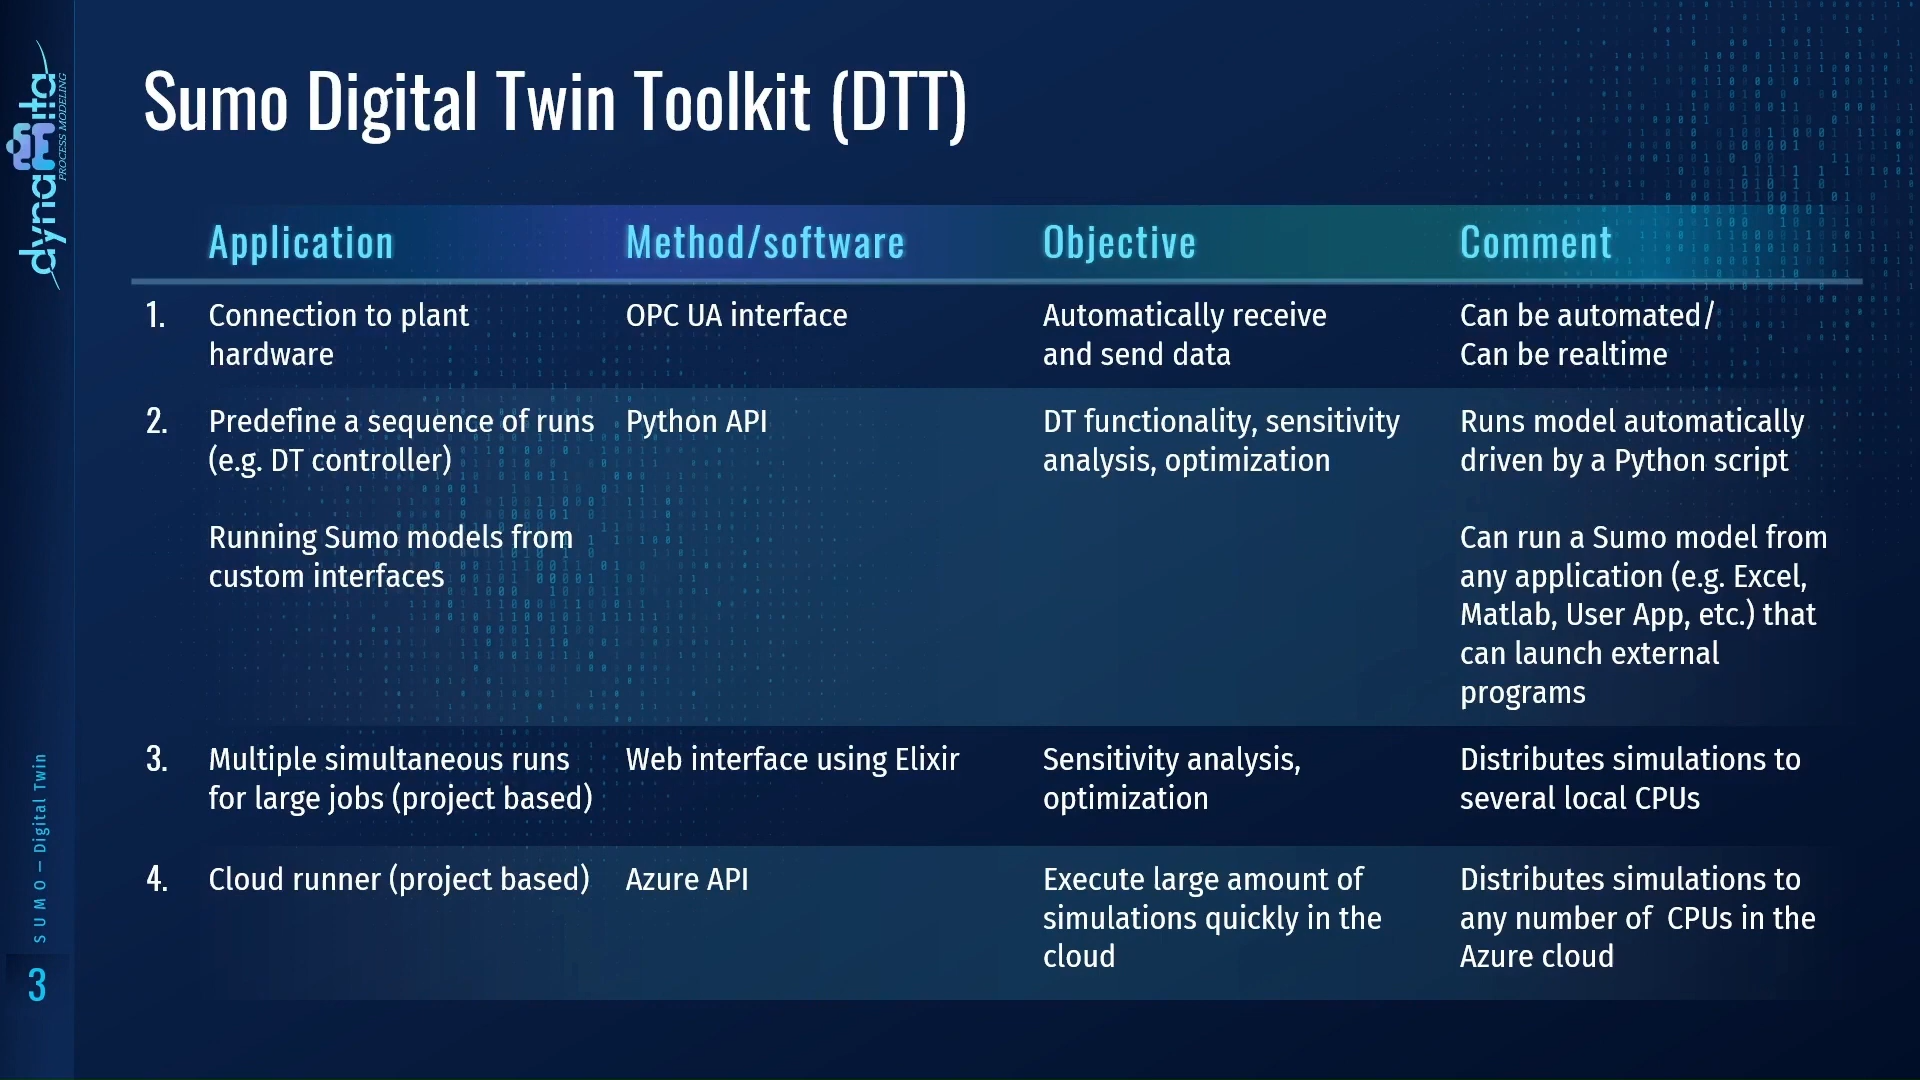 Sumo Digital Twin Toolkit (DTT)
Application Method/software Objective Comment
1. Connection to plant hardware
OPC UA interface
Automatically receive
and send data
Can be automated/
Can be realtime
2. Predefine a sequence of runs
(e.g. DT controller)
Running Sumo models from
custom interfaces
Python API
DT functionality, sensitivity
analysis, optimization
Runs model automatically
driven by a Python script
Can run a Sumo model from
any application (e.g. Excel,
Matlab, User App, etc.) that
can launch external
programs
3. Multiple simultaneous runs
for large jobs (project based)
Web interface using Elixir
Sensitivity analysis,
optimization
Distributes simulations to
several local CPUs
4. Cloud runner (project based)
Azure API
Execute large amount of
simulations quickly in the
cloud
Distributes simulations to
any number of  CPUs in the
Azure cloud
dynamita
PROCESS MODELING
SUMO – Digital Twin
3